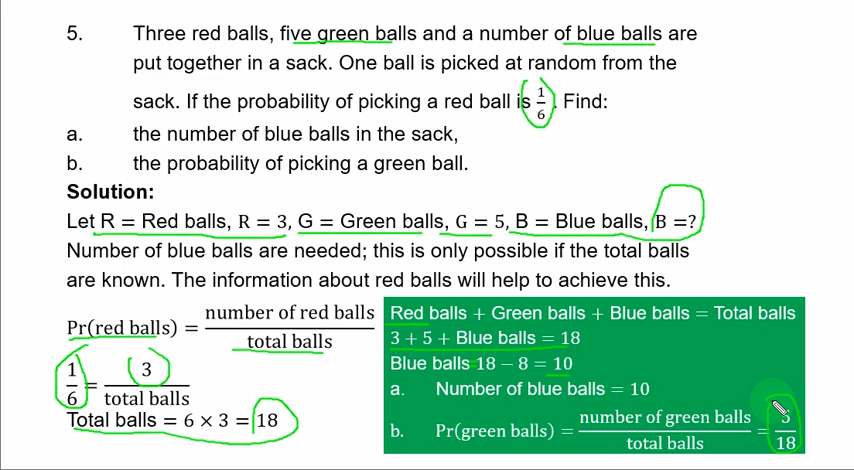 5. Three red balls, five green balls and a number of blue balls are
put together in a sack. One ball is picked at random from the
sack. If the probability of picking a red ball is 1/6. Find:
a. the number of blue balls in the sack,
b. the probability of picking a green ball.
Solution:
Let R = Red balls, R = 3, G = Green balls, G = 5, B = Blue balls, B =?
Number of blue balls are needed; this is only possible if the total balls
are known. The information about red balls will help to achieve this.
Pr(red balls) = number of red balls / total balls
1/6 = 3 / total balls
Total balls = 6 × 3 = 18
Red balls + Green balls + Blue balls = Total balls
3 + 5 + Blue balls = 18
Blue balls 18 − 8 = 10
a. Number of blue balls = 10
b. Pr(green balls) = number of green balls / total balls = 5/18